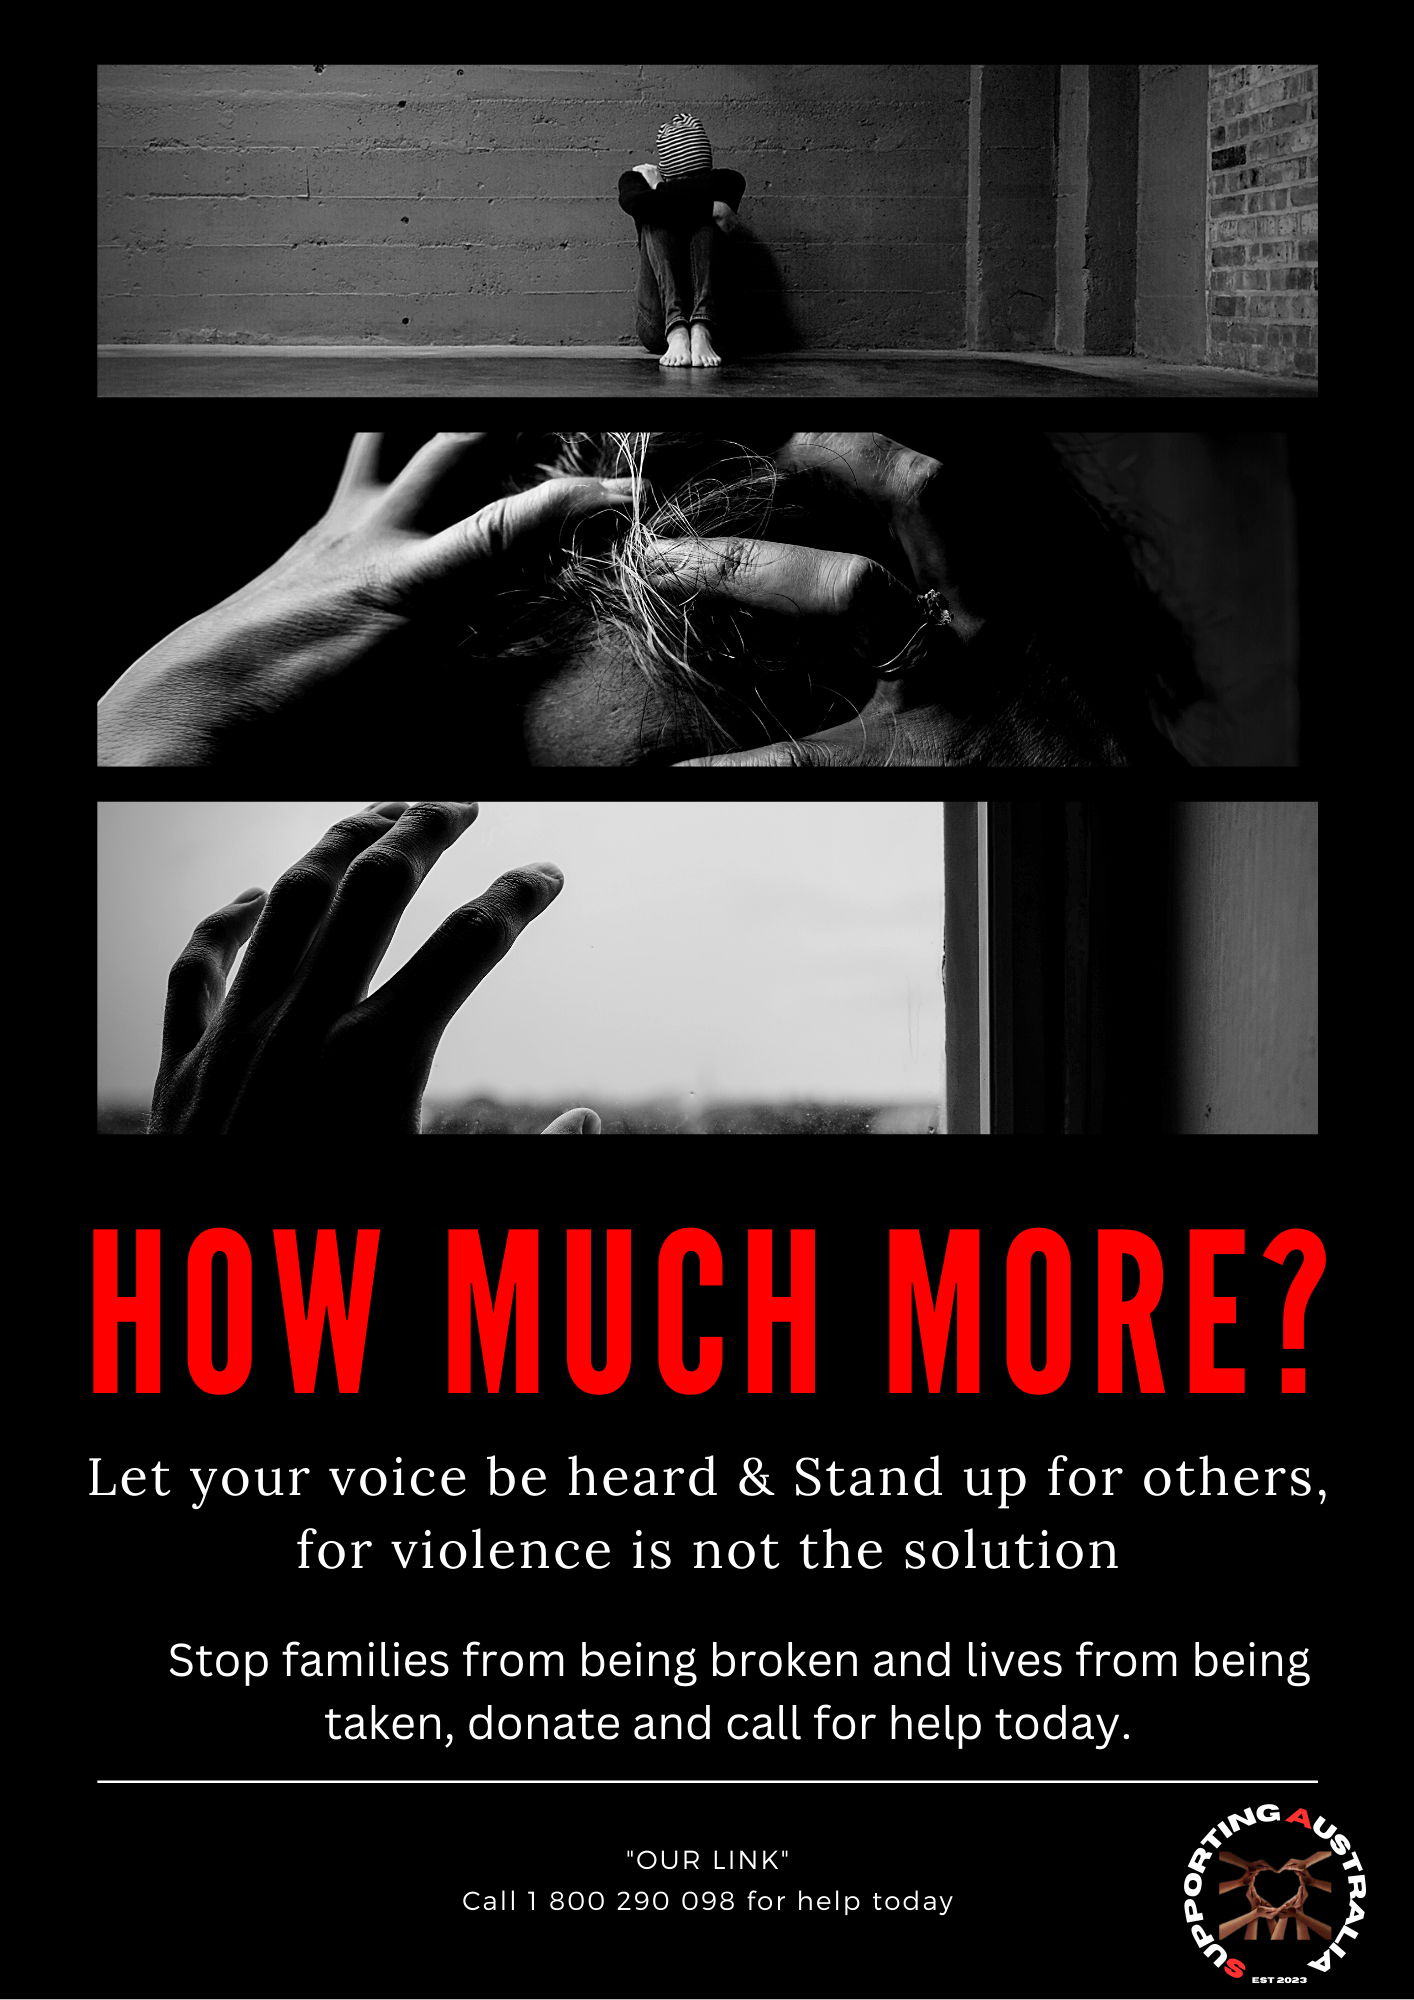 HOW MUCH MORE?
Let your voice be heard & Stand up for others,
for violence is not the solution
Stop families from being broken and lives from being
taken, donate and call for help today.
"OUR LINK"
Call 1 800 290 098 for help today
SUPPORTING AUSTRALIA
EST 2023